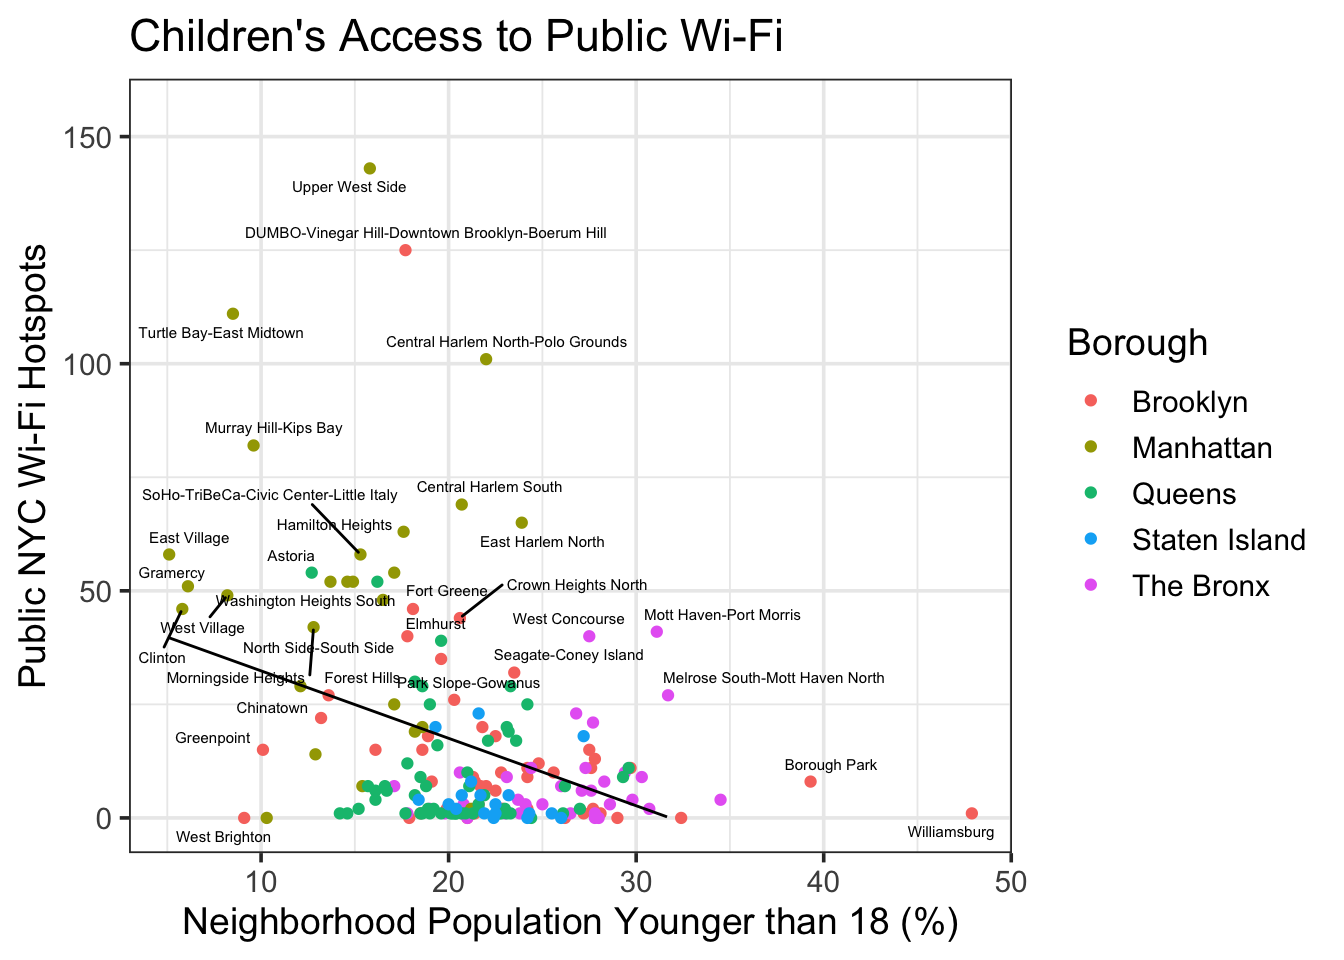 Children's Access to Public Wi-Fi
Public NYC Wi-Fi Hotspots
150
100
50
0
Upper West Side
DUMBO-Vinegar Hill-Downtown Brooklyn-Boerum Hill
Turtle Bay-East Midtown
Central Harlem North-Polo Grounds
Murray Hill-Kips Bay
SoHo-TriBeCa-Civic Center-Little Italy
Central Harlem South
Hamilton Heights
East Village
East Harlem North
Astoria
Gramercy
Washington Heights South
Fort Greene
Crown Heights North
West Village
Elmhurst
West Concourse
Mott Haven-Port Morris
North Side-South Side
Clinton
Seagate-Coney Island
Morningside Heights
Forest Hills
Park Slope-Gowanus
Melrose South-Mott Haven North
Chinatown
Greenpoint
Borough Park
West Brighton
Williamsburg
10
20
30
40
50
Neighborhood Population Younger than 18 (%)
Borough
Brooklyn
Manhattan
Queens
Staten Island
The Bronx